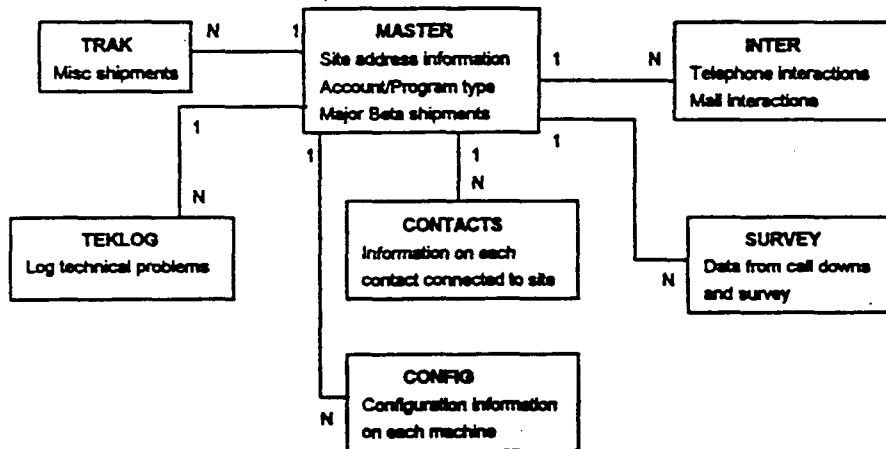 TRAK
Misc shipments
N
1
MASTER
Site address information
Account/Program type
Major Beta shipments
1
N
INTER
Telephone interactions
Mail interactions
1
N
TEKLOG
Log technical problems
1
1
N
CONTACTS
Information on each
contact connected to site
1
N
SURVEY
Data from call downs
and survey
1
N
CONFIG
Configuration information
on each machine